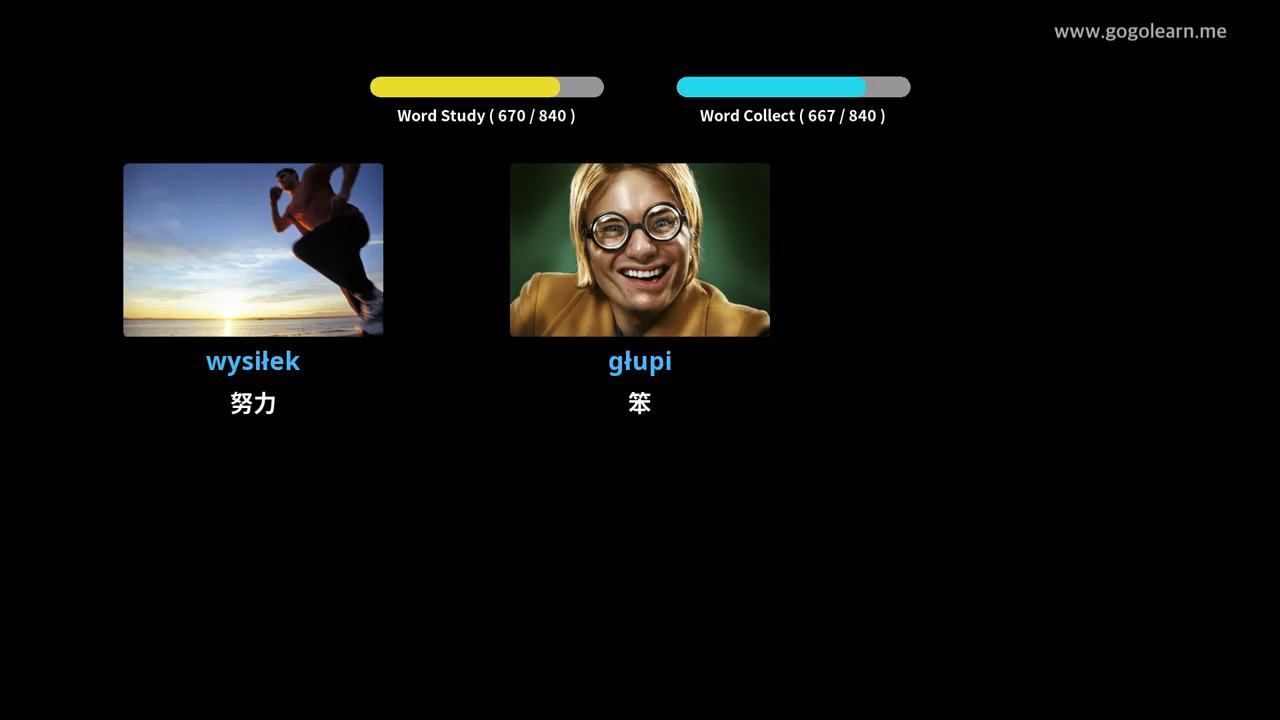 www.gogolearn.me
Word Study ( 670 / 840 )
Word Collect ( 667 / 840 )
wysiłek
głupi
努力
笨